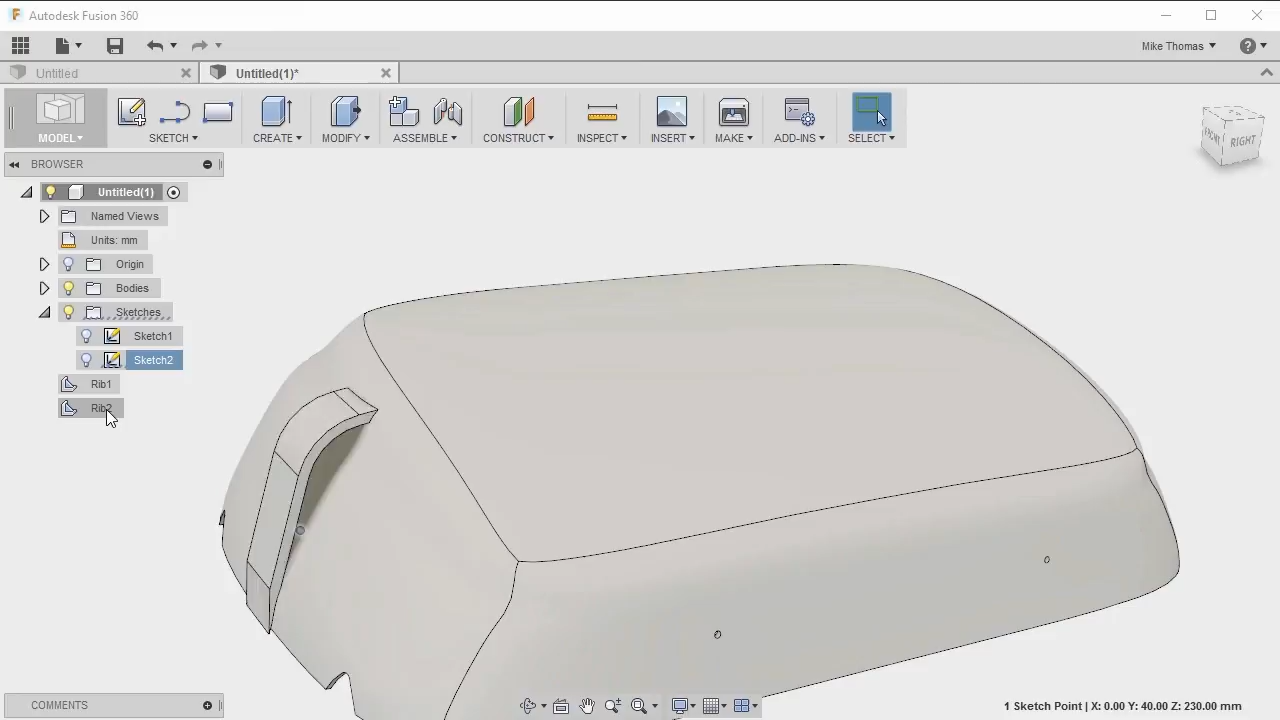 Autodesk Fusion 360
Mike Thomas
Untitled
Untitled(1)*
MODEL
SKETCH
CREATE
MODIFY
ASSEMBLE
CONSTRUCT
INSPECT
INSERT
MAKE
ADD-INS
SELECT
FRONT
RIGHT
BROWSER
Untitled(1)
Named Views
Units: mm
Origin
Bodies
Sketches
Sketch1
Sketch2
Rib1
Rib2
COMMENTS
1 Sketch Point | X: 0.00 Y: 40.00 Z: 230.00 mm